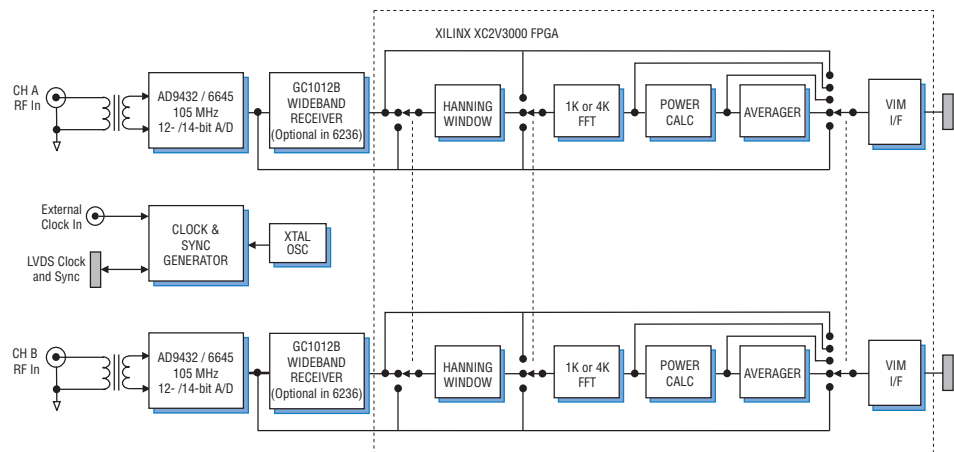 XILINX XC2V3000 FPGA
CH A
RF In
AD9432 / 6645
105 MHz
12- /14-bit A/D
GC1012B
WIDEBAND
RECEIVER
(Optional in 6236)
HANNING
WINDOW
1K or 4K
FFT
POWER
CALC
AVERAGER
VIM
I/F
External
Clock In
LVDS Clock
and Sync
CLOCK &
SYNC
GENERATOR
XTAL
OSC
CH B
RF In
AD9432 / 6645
105 MHz
12- /14-bit A/D
GC1012B
WIDEBAND
RECEIVER
(Optional in 6236)
HANNING
WINDOW
1K or 4K
FFT
POWER
CALC
AVERAGER
VIM
I/F